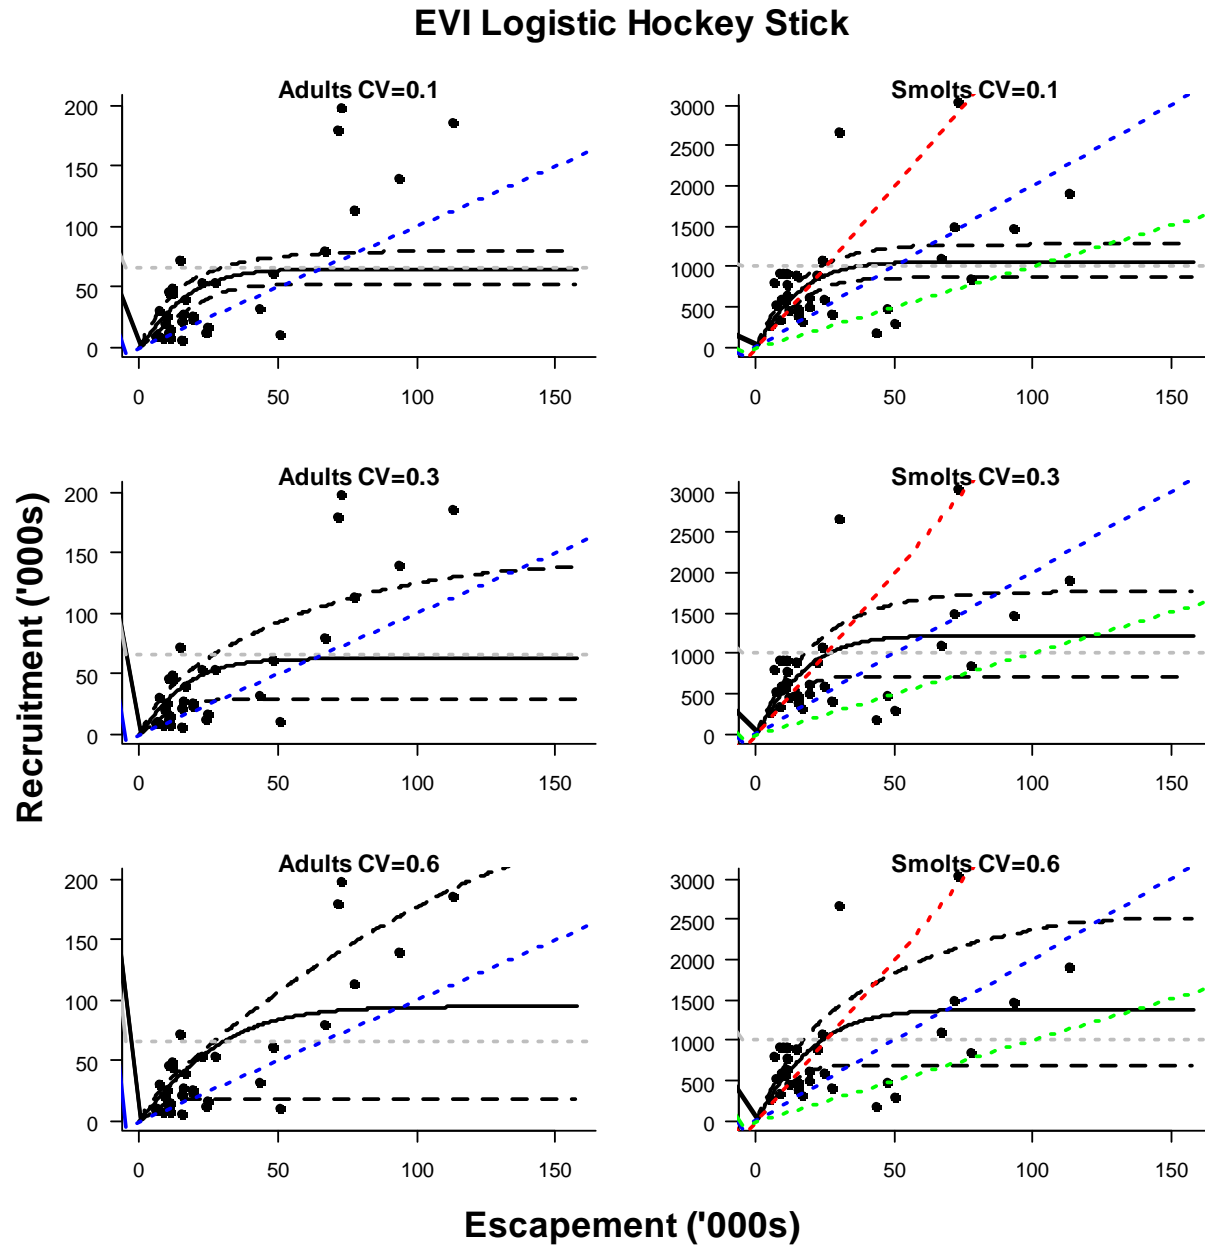 EVI Logistic Hockey Stick
Adults CV=0.1
200
150
100
50
0
0 50 100 150
Smolts CV=0.1
3000
2500
2000
1500
1000
500
0
0 50 100 150
Recruitment ('000s)
Adults CV=0.3
200
150
100
50
0
0 50 100 150
Smolts CV=0.3
3000
2500
2000
1500
1000
500
0
0 50 100 150
Adults CV=0.6
200
150
100
50
0
0 50 100 150
Smolts CV=0.6
3000
2500
2000
1500
1000
500
0
0 50 100 150
Escapement ('000s)